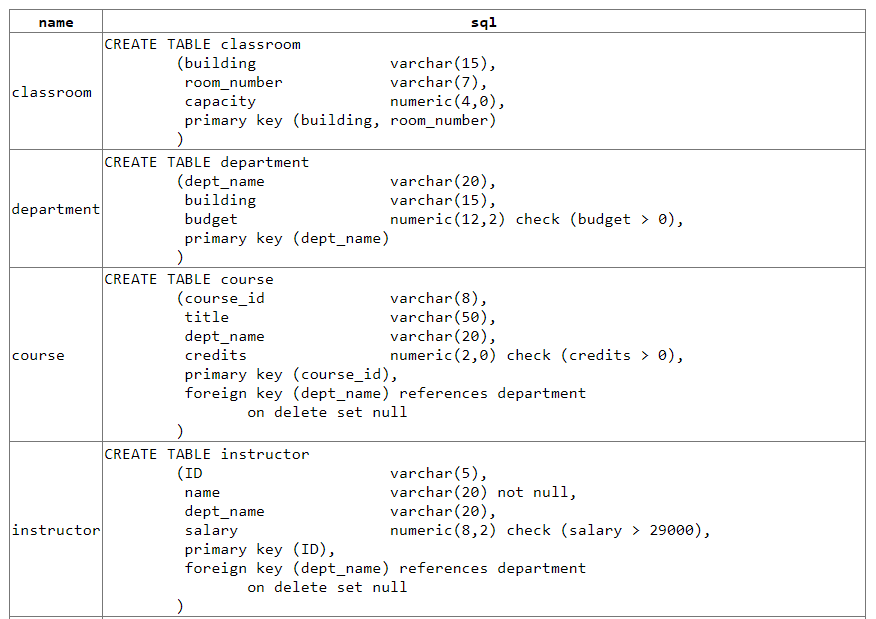 name sql
classroom
CREATE TABLE classroom
(building varchar(15),
room_number varchar(7),
capacity numeric(4,0),
primary key (building, room_number)
)
department
CREATE TABLE department
(dept_name varchar(20),
building varchar(15),
budget numeric(12,2) check (budget > 0),
primary key (dept_name)
)
course
CREATE TABLE course
(course_id varchar(8),
title varchar(50),
dept_name varchar(20),
credits numeric(2,0) check (credits > 0),
primary key (course_id),
foreign key (dept_name) references department
on delete set null
)
instructor
CREATE TABLE instructor
(ID varchar(5),
name varchar(20) not null,
dept_name varchar(20),
salary numeric(8,2) check (salary > 29000),
primary key (ID),
foreign key (dept_name) references department
on delete set null
)